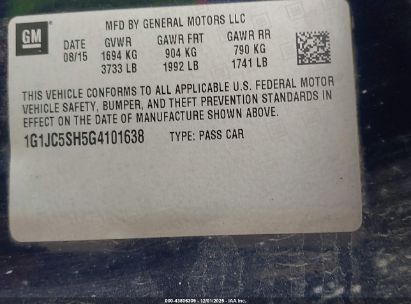 GM
MFD BY GENERAL MOTORS LLC
DATE GVWR GAWR FRT GAWR RR
08/15 1694 KG 904 KG 790 KG
3733 LB 1992 LB 1741 LB
THIS VEHICLE CONFORMS TO ALL APPLICABLE U.S. FEDERAL MOTOR
VEHICLE SAFETY, BUMPER, AND THEFT PREVENTION STANDARDS IN
EFFECT ON THE DATE OF MANUFACTURE SHOWN ABOVE.
1G1JC5SH5G4101638 TYPE: PASS CAR